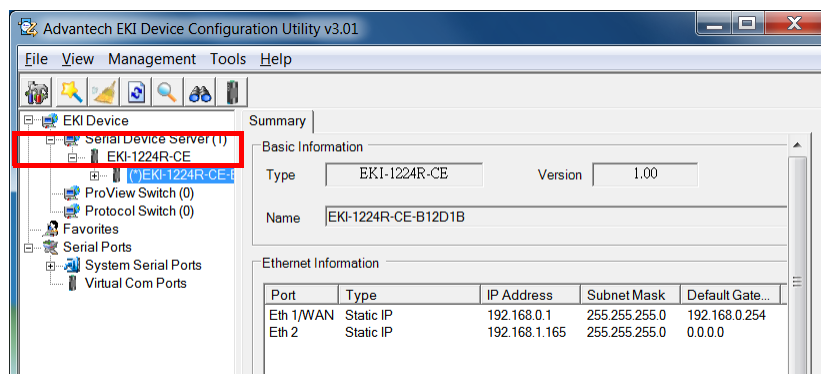 Advantech EKI Device Configuration Utility v3.01
File View Management Tools Help
EKI Device
Serial Device Server (1)
EKI-1224R-CE
(*)EKI-1224R-CE-
ProView Switch (0)
Protocol Switch (0)
Favorites
Serial Ports
System Serial Ports
Virtual Com Ports
Summary
Basic Information
Type EKI-1224R-CE Version 1.00
Name EKI-1224R-CE-B12D1B
Ethernet Information
Port Type IP Address Subnet Mask Default Gate...
Eth 1/WAN Static IP 192.168.0.1 255.255.255.0 192.168.0.254
Eth 2 Static IP 192.168.1.165 255.255.255.0 0.0.0.0